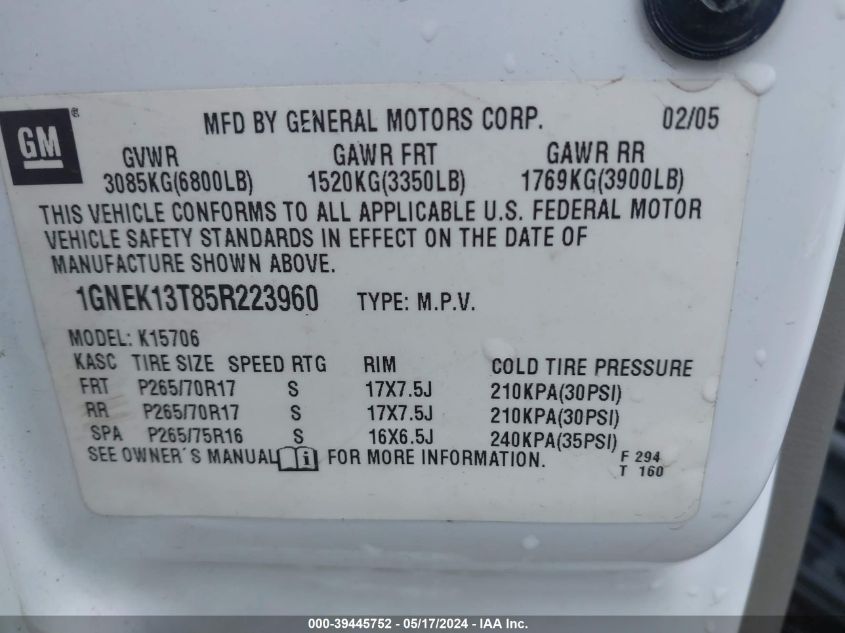 GM ®
MFD BY GENERAL MOTORS CORP. 02/05
GVWR GAWR FRT GAWR RR
3085KG(6800LB) 1520KG(3350LB) 1769KG(3900LB)
THIS VEHICLE CONFORMS TO ALL APPLICABLE U.S. FEDERAL MOTOR
VEHICLE SAFETY STANDARDS IN EFFECT ON THE DATE OF
MANUFACTURE SHOWN ABOVE.
1GNEK13T85R223960 TYPE: M.P.V.
MODEL: K15706
KASC TIRE SIZE SPEED RTG RIM COLD TIRE PRESSURE
FRT P265/70R17 S 17X7.5J 210KPA(30PSI)
RR P265/70R17 S 17X7.5J 210KPA(30PSI)
SPA P265/75R16 S 16X6.5J 240KPA(35PSI)
SEE OWNER´S MANUAL i FOR MORE INFORMATION. F 294
T 160
000-39445752 - 05/17/2024 - IAA Inc.